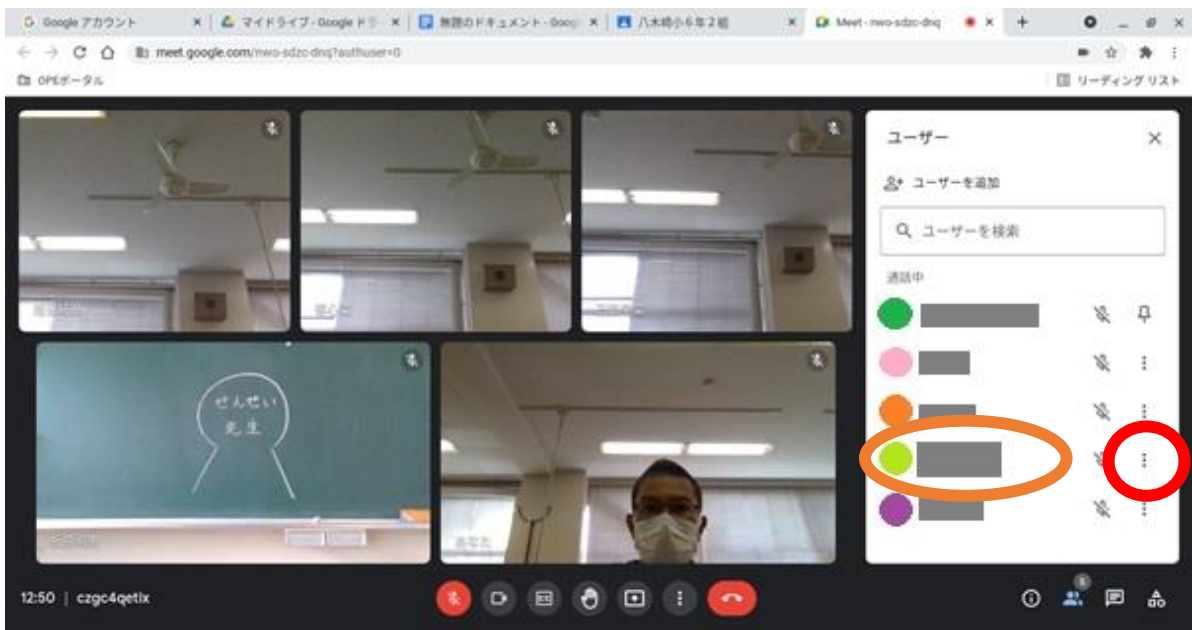 Google アカウント
マイドライブ - Google ドラ
無題のドキュメント - Goog
八木崎小6年2組
Meet - nwo-sdzc-dnq
meet.google.com/nwo-sdzc-dnq?authuser=0
OPEポータル
リーディング リスト
ユーザー
ユーザーを追加
ユーザーを検索
通話中
せんせい
先生
あなた
12:50 | czgc4qetlx
5